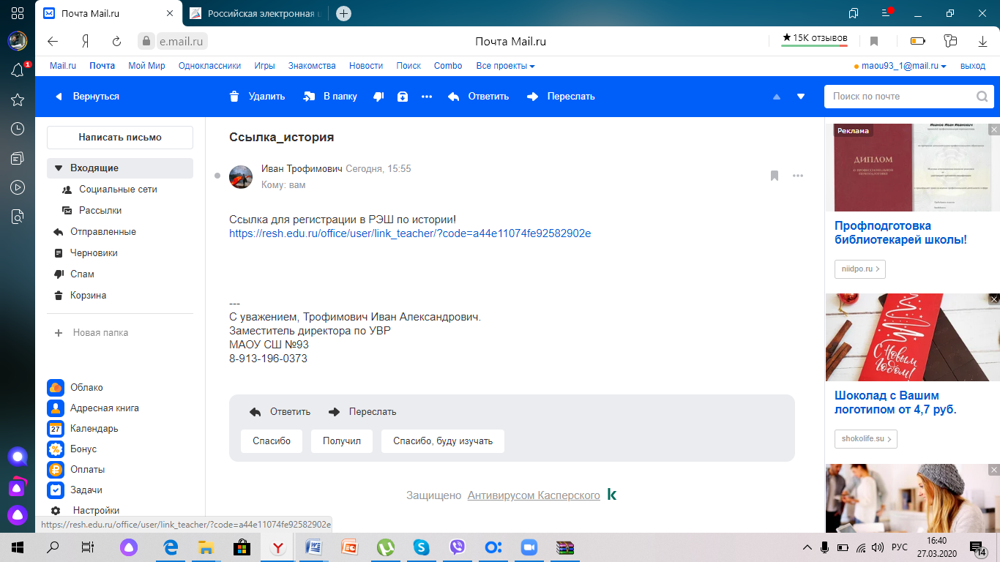 Почта Mail.ru
Российская электронная ш
e.mail.ru
Почта Mail.ru
★ 15K отзывов
Mail.ru Почта Мой Мир Одноклассники Игры Знакомства Новости Поиск Combo Все проекты
maou93_1@mail.ru выход
Вернуться
Удалить В папку Ответить Переслать
Поиск по почте
Написать письмо
Входящие
Социальные сети
Рассылки
Отправленные
Черновики
Спам
Корзина
Новая папка
Облако
Адресная книга
27 Календарь
Бонус
Оплаты
Задачи
Настройки
Ссылка_история
Иван Трофимович Сегодня, 15:55
Кому: вам
Ссылка для регистрации в РЭШ по истории!
https://resh.edu.ru/office/user/link_teacher/?code=a44e11074fe92582902e
---
С уважением, Трофимович Иван Александрович.
Заместитель директора по УВР
МАОУ СШ №93
8-913-196-0373
Ответить Переслать
Спасибо Получил Спасибо, буду изучать
Защищено Антивирусом Касперского
Реклама
ДИПЛОМ
Профподготовка
библиотекарей школы!
niidpo.ru
С Новым
Годом!
Шоколад с Вашим
логотипом от 4,7 руб.
shokolife.su
https://resh.edu.ru/office/user/link_teacher/?code=a44e11074fe92582902e
РУС
16:40
27.03.2020
14
1